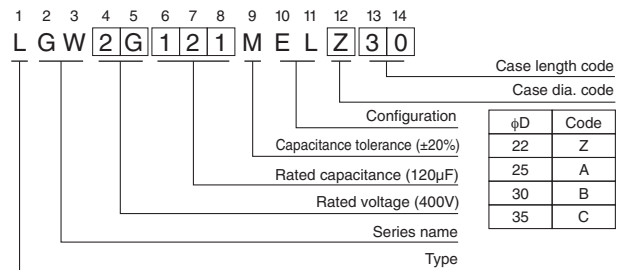 1 2 3 4 5 6 7 8 9 10 11 12 13 14
L G W 2 G 1 2 1 M E L Z 3 0
Case length code
Case dia. code
Configuration
Capacitance tolerance (±20%)
Rated capacitance (120µF)
Rated voltage (400V)
Series name
Type
ϕD Code
22 Z
25 A
30 B
35 C